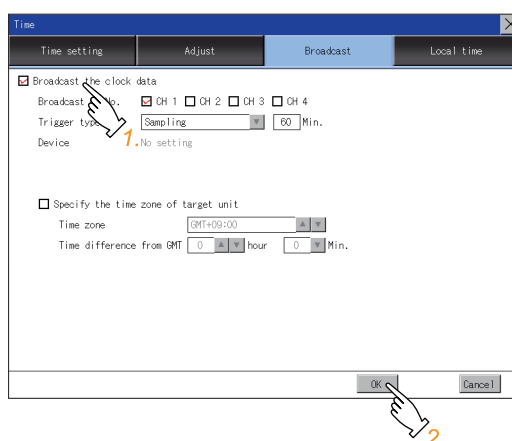 Time
Time setting Adjust Broadcast Local time
Broadcast the clock data
Broadcast No. CH 1 CH 2 CH 3 CH 4
Trigger type Sampling 60 Min.
1.
Device No setting
Specify the time zone of target unit
Time zone GMT+09:00
Time difference from GMT 0 hour 0 Min.
OK Cancel
2